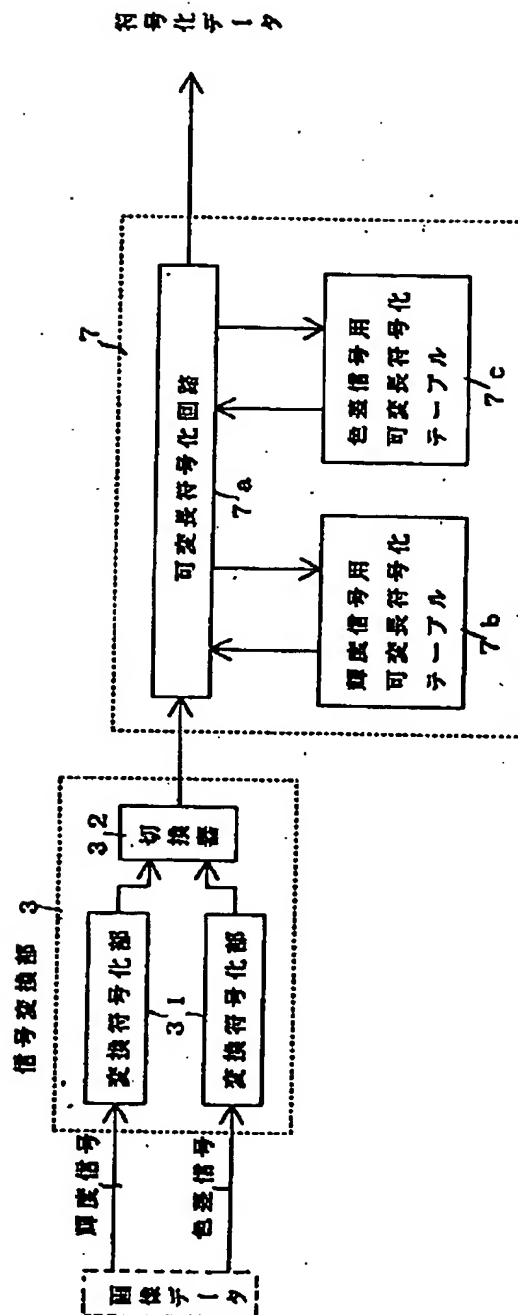 画像データ
輝度信号
色差信号
信号変換部 3
変換符号化部
31
変換符号化部
32
切換器
7
可変長符号化回路
7a
輝度信号用
可変長符号化
テーブル
7b
色差信号用
可変長符号化
テーブル
7c
符号化データ